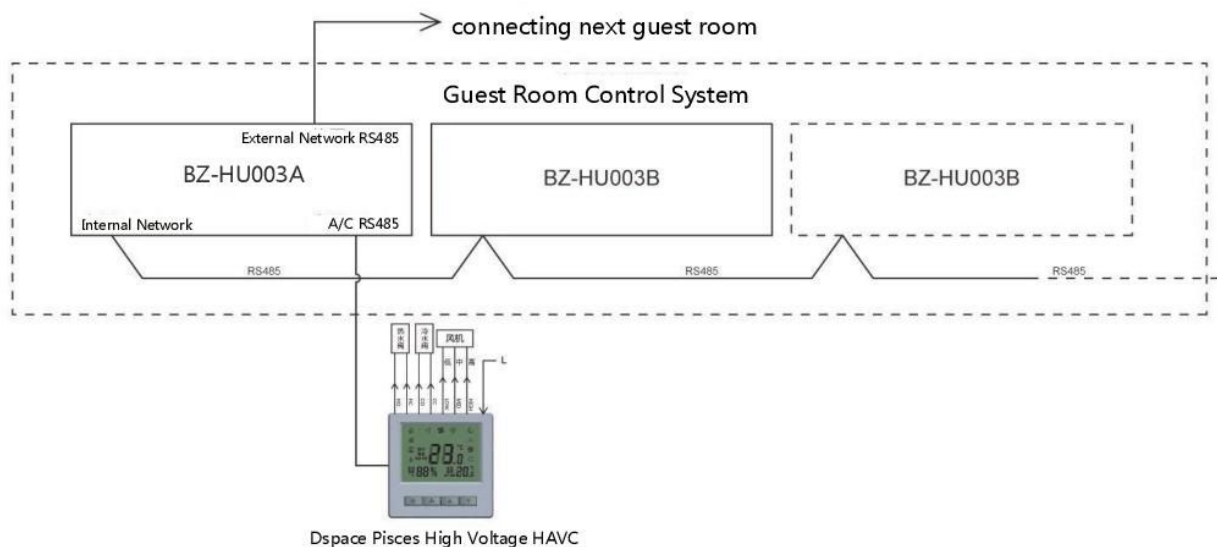 connecting next guest room
Guest Room Control System
External Network RS485
BZ-HU003A
Internal Network
A/C RS485
BZ-HU003B
BZ-HU003B
RS485
RS485
RS485
热水阀
冷水阀
风机
低 中 高
L
88%
Dspace Pisces High Voltage HAVC